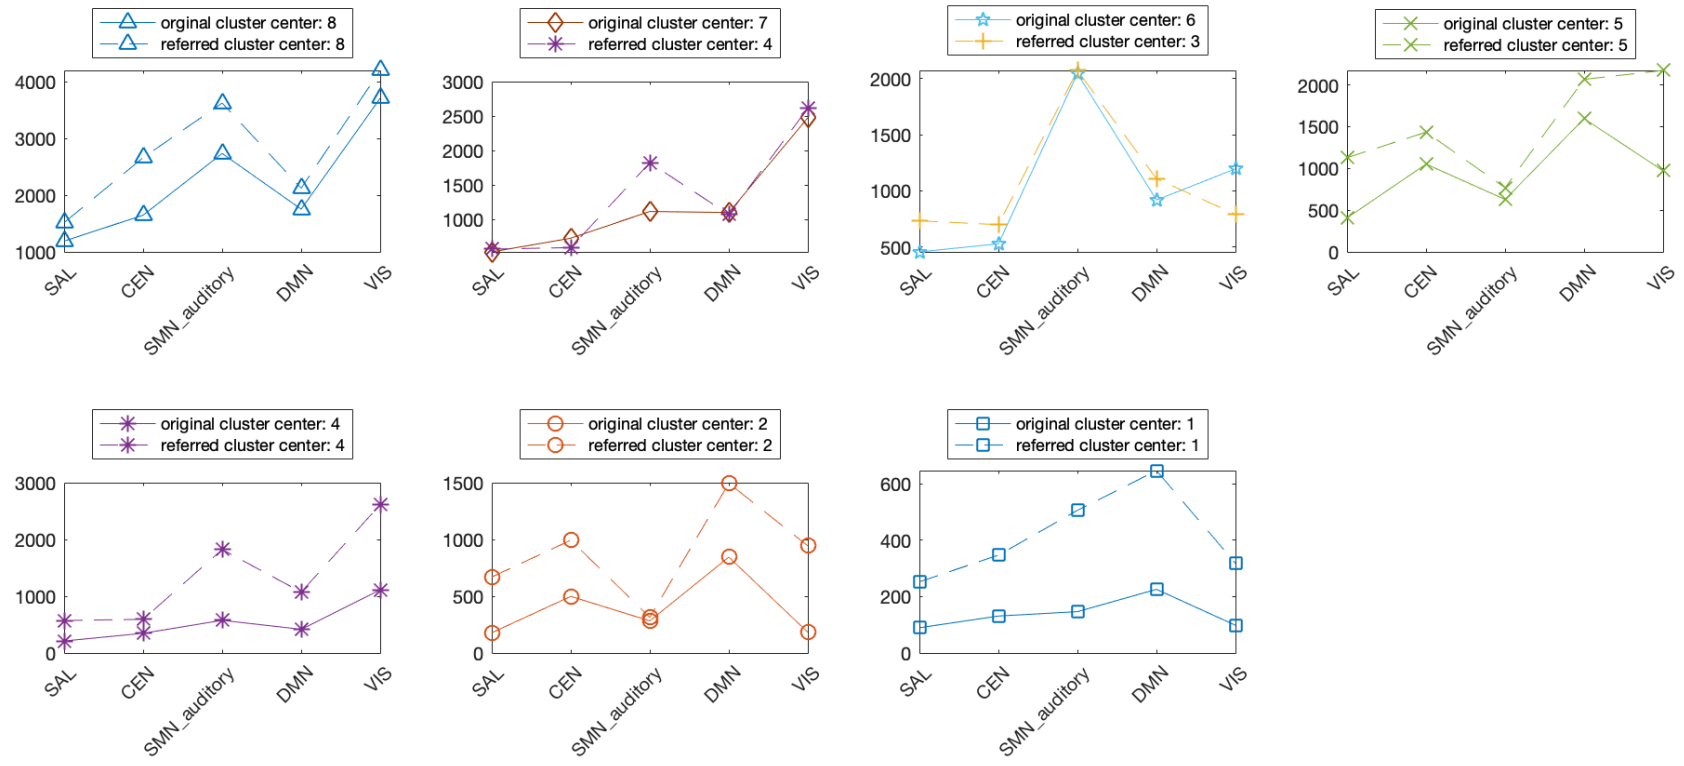 orginal cluster center: 8
referred cluster center: 8
4000
3000
2000
1000
SAL
CEN
SMN_auditory
DMN
VIS
original cluster center: 7
referred cluster center: 4
3000
2500
2000
1500
1000
SAL
CEN
SMN_auditory
DMN
VIS
original cluster center: 6
referred cluster center: 3
2000
1500
1000
500
SAL
CEN
SMN_auditory
DMN
VIS
original cluster center: 5
referred cluster center: 5
2000
1500
1000
500
0
SAL
CEN
SMN_auditory
DMN
VIS
original cluster center: 4
referred cluster center: 4
3000
2000
1000
0
SAL
CEN
SMN_auditory
DMN
VIS
original cluster center: 2
referred cluster center: 2
1500
1000
500
0
SAL
CEN
SMN_auditory
DMN
VIS
original cluster center: 1
referred cluster center: 1
600
400
200
0
SAL
CEN
SMN_auditory
DMN
VIS